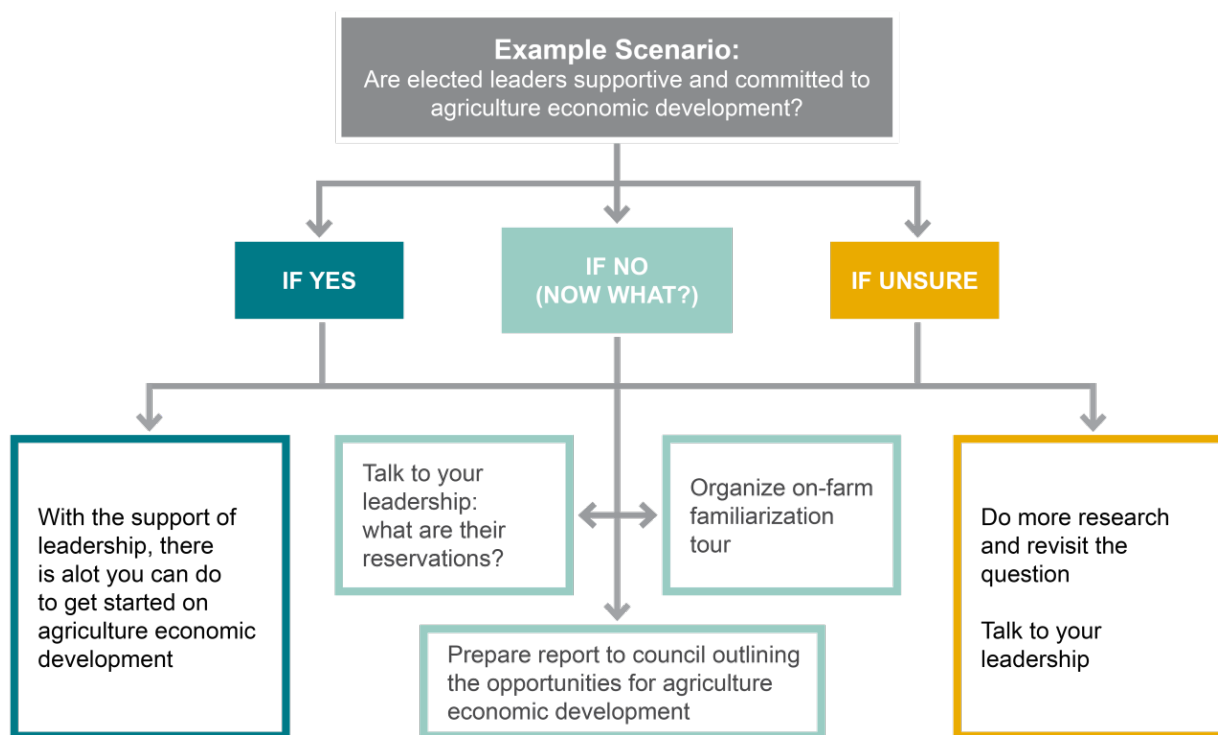 Example Scenario:
Are elected leaders supportive and committed to
agriculture economic development?
IF YES
IF NO
(NOW WHAT?)
IF UNSURE
With the support of
leadership, there
is alot you can do
to get started on
agriculture economic
development
Talk to your
leadership:
what are their
reservations?
Organize on-farm
familiarization
tour
Prepare report to council outlining
the opportunities for agriculture
economic development
Do more research
and revisit the
question
Talk to your
leadership